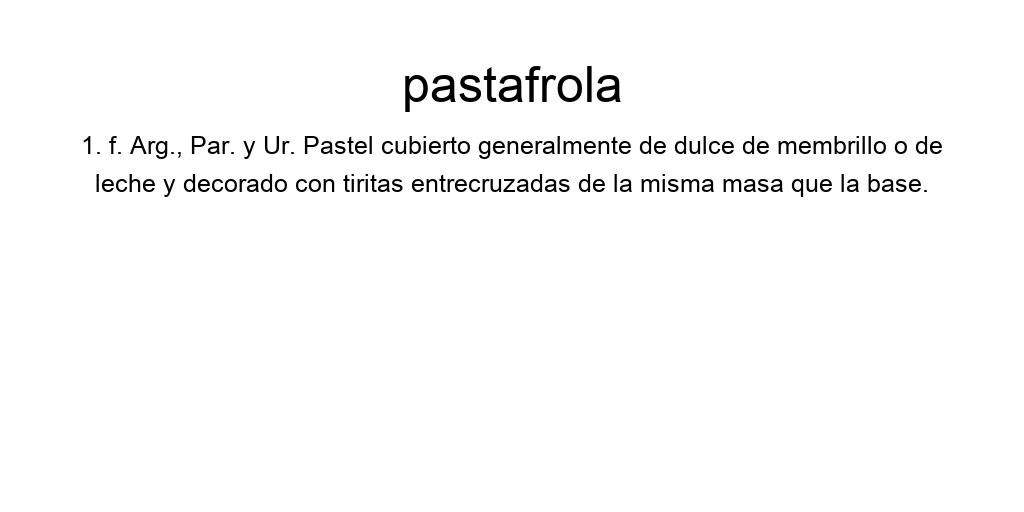 pastafrola
1. f. Arg., Par. y Ur. Pastel cubierto generalmente de dulce de membrillo o de
leche y decorado con tiritas entrecruzadas de la misma masa que la base.